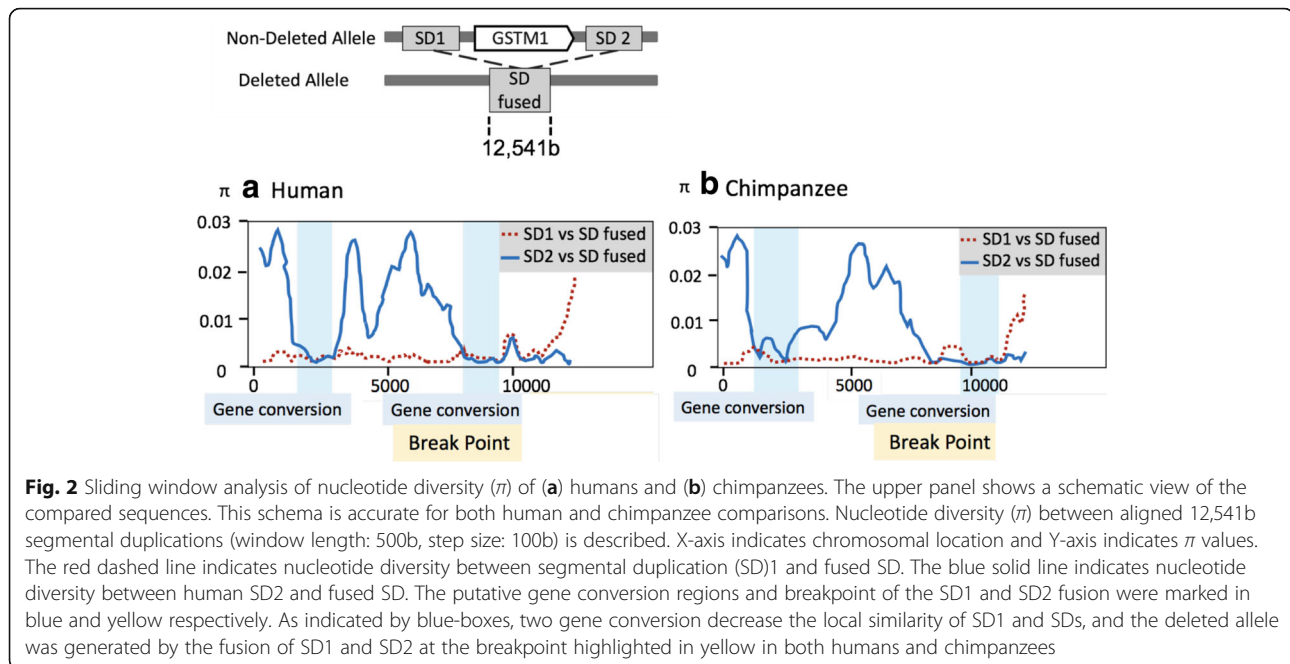 Non-Deleted Allele SD1 GSTM1 SD 2
Deleted Allele SD
fused
12,541b
π a Human
0.03
0.02
0.01
0
SD1 vs SD fused
SD2 vs SD fused
0 5000 10000
Gene conversion Gene conversion
Break Point
π b Chimpanzee
0.03
0.02
0.01
0
SD1 vs SD fused
SD2 vs SD fused
0 5000 10000
Gene conversion Gene conversion
Break Point
Fig. 2 Sliding window analysis of nucleotide diversity (π) of (a) humans and (b) chimpanzees. The upper panel shows a schematic view of the
compared sequences. This schema is accurate for both human and chimpanzee comparisons. Nucleotide diversity (π) between aligned 12,541b
segmental duplications (window length: 500b, step size: 100b) is described. X-axis indicates chromosomal location and Y-axis indicates π values.
The red dashed line indicates nucleotide diversity between segmental duplication (SD)1 and fused SD. The blue solid line indicates nucleotide
diversity between human SD2 and fused SD. The putative gene conversion regions and breakpoint of the SD1 and SD2 fusion were marked in
blue and yellow respectively. As indicated by blue-boxes, two gene conversion decrease the local similarity of SD1 and SDs, and the deleted allele
was generated by the fusion of SD1 and SD2 at the breakpoint highlighted in yellow in both humans and chimpanzees